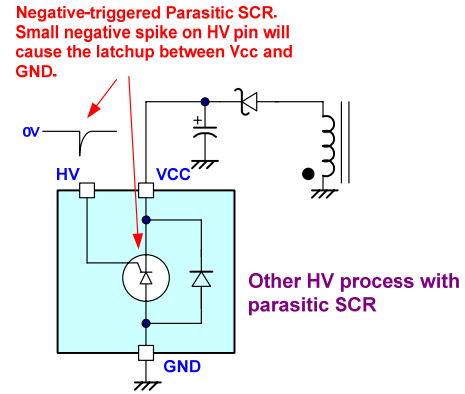 Negative-triggered Parasitic SCR.
Small negative spike on HV pin will
cause the latchup between Vcc and
GND.
0V
+
HV
VCC
Other HV process with
parasitic SCR
GND